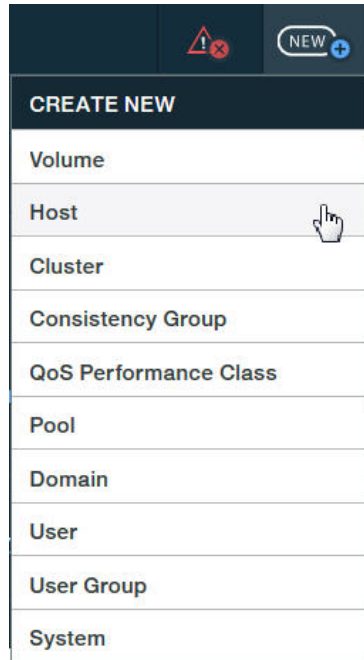 NEW
CREATE NEW
Volume
Host
Cluster
Consistency Group
QoS Performance Class
Pool
Domain
User
User Group
System